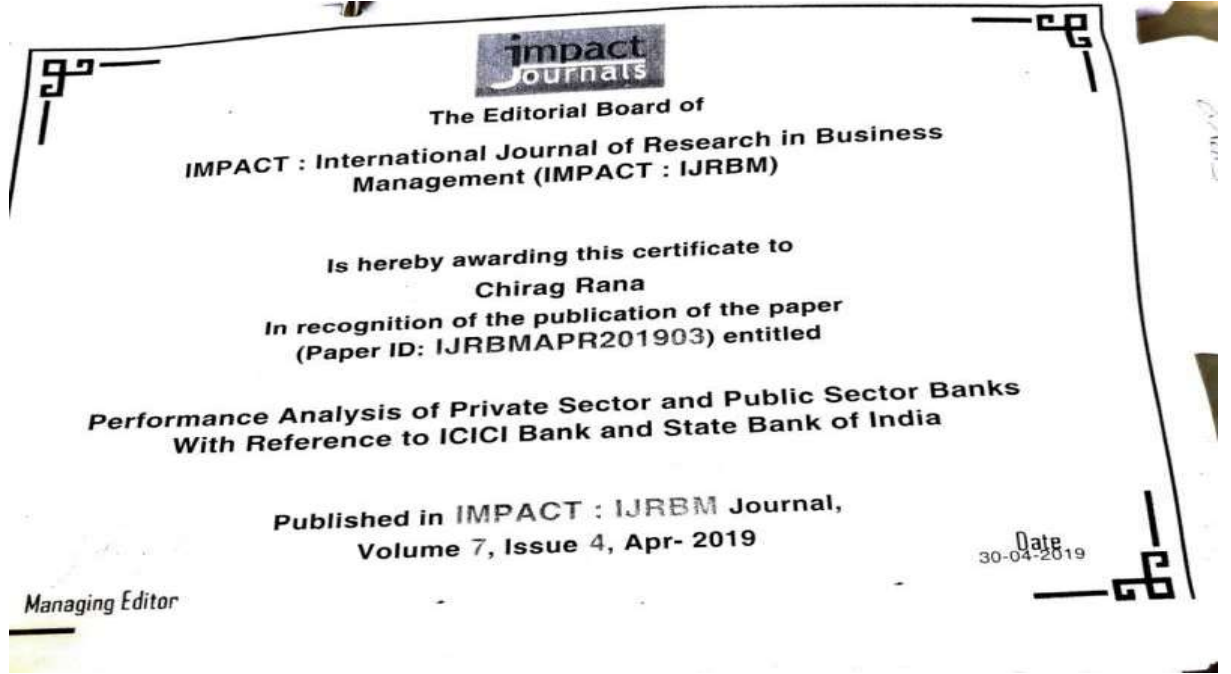 impact
Journals
The Editorial Board of
IMPACT : International Journal of Research in Business
Management (IMPACT : IJRBM)
Is hereby awarding this certificate to
Chirag Rana
In recognition of the publication of the paper
(Paper ID: IJRBMAPR201903) entitled
Performance Analysis of Private Sector and Public Sector Banks
With Reference to ICICI Bank and State Bank of India
Published in IMPACT : IJRBM Journal,
Volume 7, Issue 4, Apr- 2019
Date
30-04-2019
Managing Editor